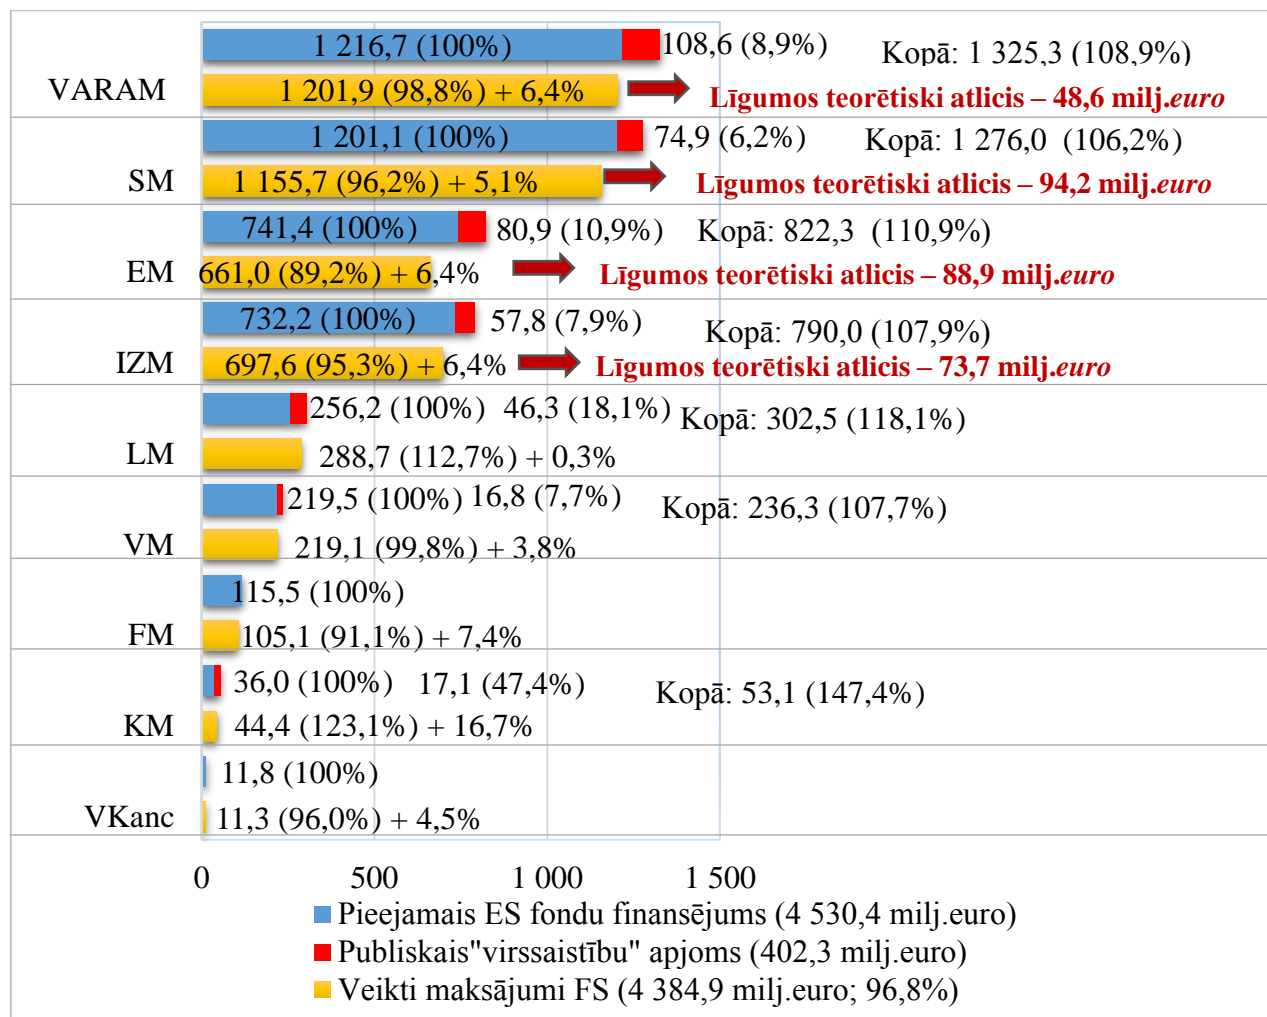 1 216,7 (100%) 108,6 (8,9%) Kopā: 1 325,3 (108,9%)
VARAM 1 201,9 (98,8%) + 6,4% Līgumos teorētiski atlicis – 48,6 milj.euro
1 201,1 (100%) 74,9 (6,2%) Kopā: 1 276,0 (106,2%)
SM 1 155,7 (96,2%) + 5,1% Līgumos teorētiski atlicis – 94,2 milj.euro
741,4 (100%) 80,9 (10,9%) Kopā: 822,3 (110,9%)
EM 661,0 (89,2%) + 6,4% Līgumos teorētiski atlicis – 88,9 milj.euro
732,2 (100%) 57,8 (7,9%) Kopā: 790,0 (107,9%)
IZM 697,6 (95,3%) + 6,4% Līgumos teorētiski atlicis – 73,7 milj.euro
256,2 (100%) 46,3 (18,1%) Kopā: 302,5 (118,1%)
LM 288,7 (112,7%) + 0,3%
219,5 (100%) 16,8 (7,7%) Kopā: 236,3 (107,7%)
VM 219,1 (99,8%) + 3,8%
115,5 (100%)
FM 105,1 (91,1%) + 7,4%
36,0 (100%) 17,1 (47,4%) Kopā: 53,1 (147,4%)
KM 44,4 (123,1%) + 16,7%
11,8 (100%)
VKanc 11,3 (96,0%) + 4,5%
0 500 1 000 1 500
Pieejamais ES fondu finansējums (4 530,4 milj.euro)
Publiskais"virssaistību" apjoms (402,3 milj.euro)
Veikti maksājumi FS (4 384,9 milj.euro; 96,8%)